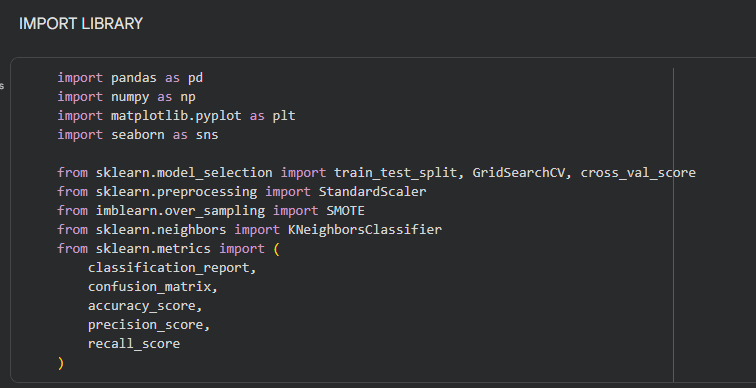 IMPORT LIBRARY
s
import pandas as pd
import numpy as np
import matplotlib.pyplot as plt
import seaborn as sns
from sklearn.model_selection import train_test_split, GridSearchCV, cross_val_score
from sklearn.preprocessing import StandardScaler
from imblearn.over_sampling import SMOTE
from sklearn.neighbors import KNeighborsClassifier
from sklearn.metrics import (
    classification_report,
    confusion_matrix,
    accuracy_score,
    precision_score,
    recall_score
)